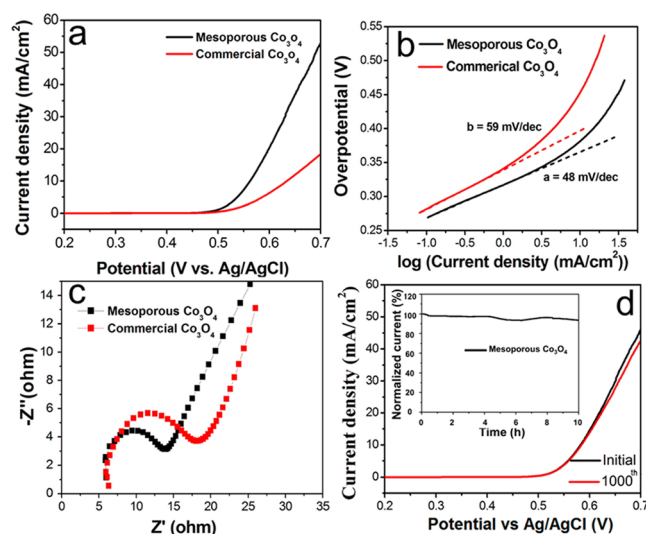 a
Mesoporous Co₃o₄
Commercial Co₃o₄
Current density (mA/cm²)
60
50
40
30
20
10
0
0.2 0.3 0.4 0.5 0.6 0.7
Potential (V vs. Ag/AgCl)
b
Mesoporous Co₃O₄
Commerical Co₃O₄
b = 59 mV/dec
a = 48 mV/dec
Overpotential (V)
0.55
0.50
0.45
0.40
0.35
0.30
0.25
-1.0 -0.5 0.0 0.5 1.0 1.5
log (Current density (mA/cm²))
c
Mesoporous Co₃O₄
Commercial Co₃O₄
-Z''(ohm)
14
12
10
8
6
4
2
0
0 5 10 15 20 25 30 35
Z' (ohm)
d
Current density (mA/cm²)
60
50
40
30
20
10
0
0.2 0.3 0.4 0.5 0.6 0.7
Potential vs Ag/AgCl (V)
Initial
1000th
Normalized current (%)
120
100
80
60
40
20
0
0 2 4 6 8 10
Time (h)
Mesoporous Co₃O₄